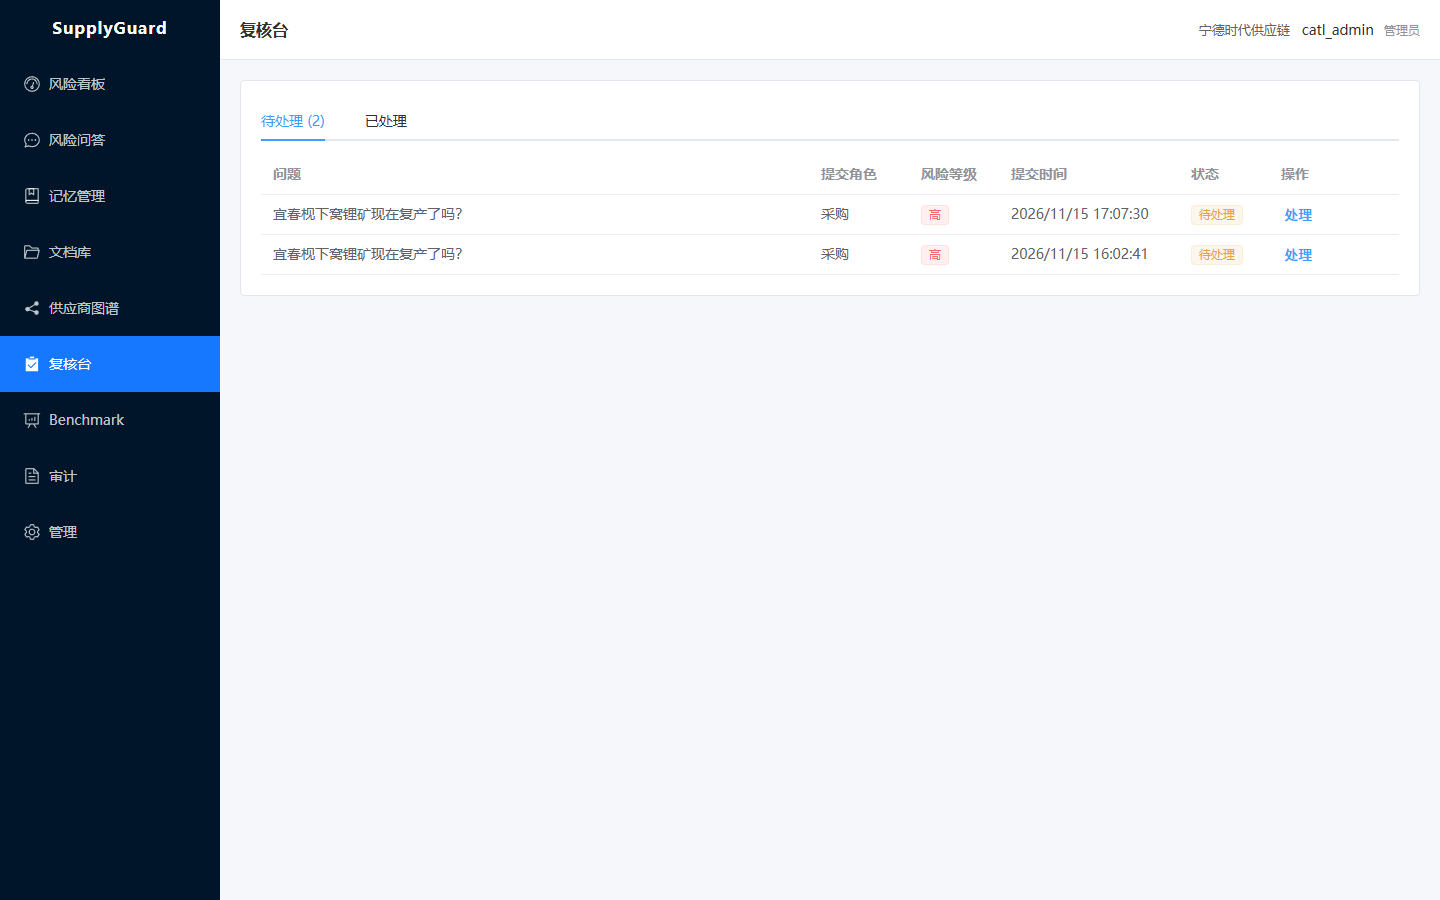 SupplyGuard
风险看板
风险问答
记忆管理
文档库
供应商图谱
复核台
Benchmark
审计
管理
复核台
宁德时代供应链 catl_admin 管理员
待处理 (2) 已处理
问题 提交角色 风险等级 提交时间 状态 操作
宜春枧下窝锂矿现在复产了吗? 采购 高 2026/11/15 17:07:30 待处理 处理
宜春枧下窝锂矿现在复产了吗? 采购 高 2026/11/15 16:02:41 待处理 处理